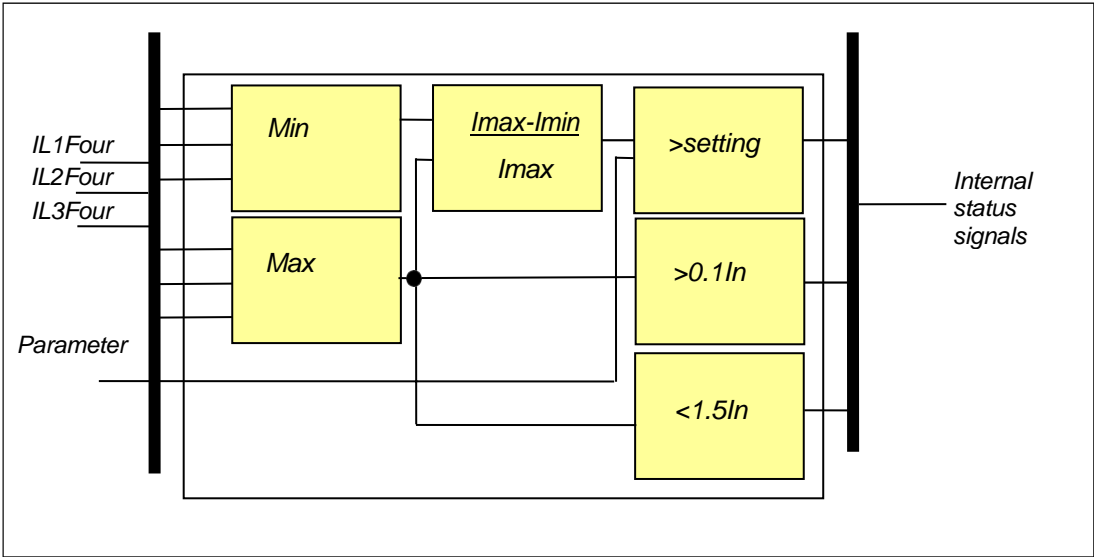 IL1Four
IL2Four
IL3Four
Parameter
Min
Max
Imax-Imin
Imax
>setting
>0.1In
<1.5In
Internal
status
signals